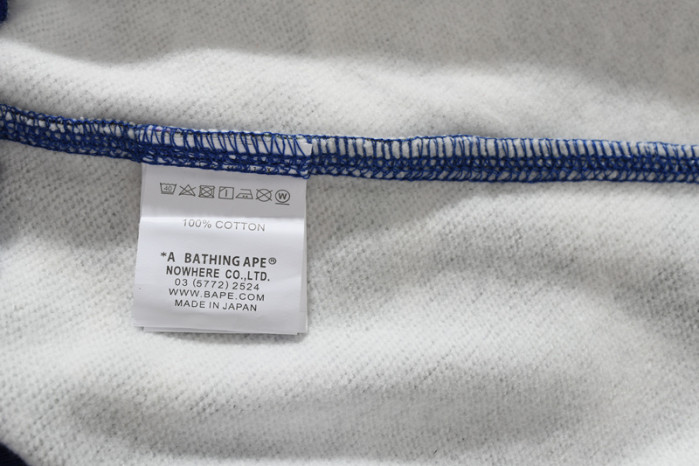 100% COTTON
*A BATHING APE®
NOWHERE CO.,LTD.
03 (5772) 2524
WWW.BAPE.COM
MADE IN JAPAN